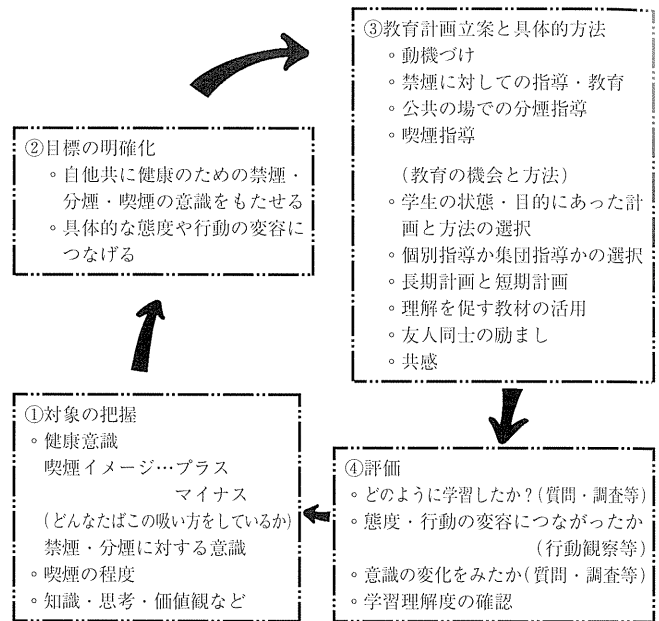 ①対象の把握
◦健康意識
喫煙イメージ…プラス
マイナス
(どんなたばこの吸い方をしているか)
禁煙・分煙に対する意識
◦喫煙の程度
◦知識・思考・価値観など
②目標の明確化
◦自他共に健康のための禁煙・
分煙・喫煙の意識をもたせる
◦具体的な態度や行動の変容に
つなげる
③教育計画立案と具体的方法
◦動機づけ
◦禁煙に対しての指導・教育
◦公共の場での分煙指導
◦喫煙指導
(教育の機会と方法)
◦学生の状態・目的にあった計
画と方法の選択
◦個別指導か集団指導かの選択
◦長期計画と短期計画
◦理解を促す教材の活用
◦友人同士の励まし
◦共感
④評価
◦どのように学習したか?(質問・調査等)
◦態度・行動の変容につながったか
(行動観察等)
◦意識の変化をみたか(質問・調査等)
◦学習理解度の確認